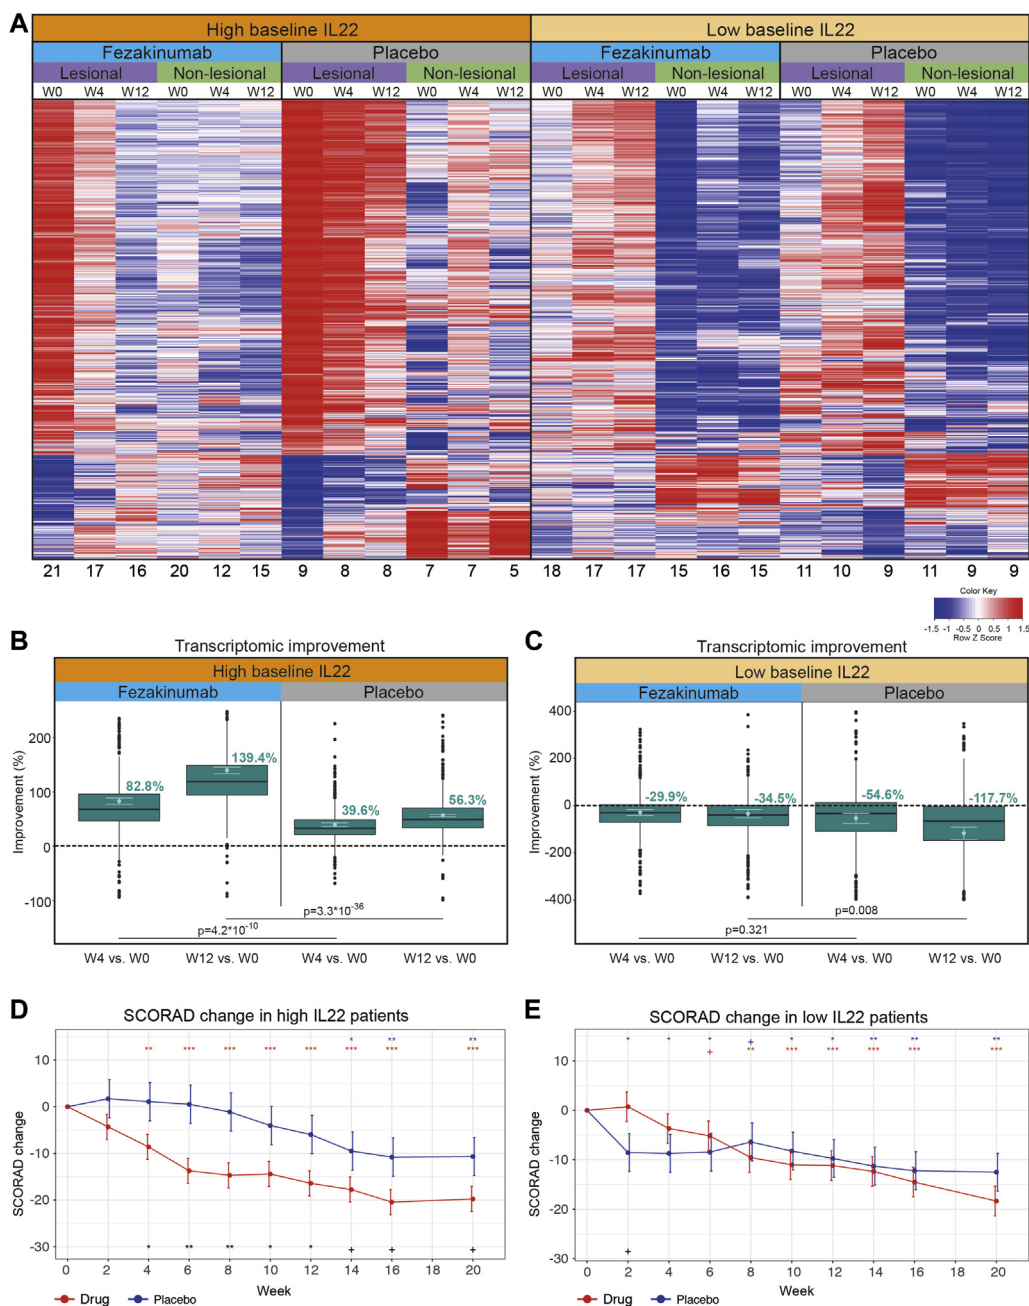 A
High baseline IL22 Low baseline IL22
Fezakinumab Placebo Fezakinumab Placebo
Lesional Non-lesional Lesional Non-lesional Lesional Non-lesional Lesional Non-lesional
W0 W4 W12 W0 W4 W12 W0 W4 W12 W0 W4 W12 W0 W4 W12 W0 W4 W12 W0 W4 W12 W0 W4 W12
21 17 16 20 12 15 9 8 8 7 7 5 18 17 17 15 16 15 11 10 9 11 9 9
Color Key
-1.5 -1 -0.5 0 0.5 1 1.5
Row Z Score
B
Transcriptomic improvement
High baseline IL22
Fezakinumab Placebo
Improvement (%)
200
100
0
-100
82.8%
139.4%
39.6%
56.3%
p=3.3*10-36
p=4.2*10-10
W4 vs. W0 W12 vs. W0 W4 vs. W0 W12 vs. W0
C
Transcriptomic improvement
Low baseline IL22
Fezakinumab Placebo
Improvement (%)
400
200
0
-200
-400
-29.9%
-34.5%
-54.6%
-117.7%
p=0.008
p=0.321
W4 vs. W0 W12 vs. W0 W4 vs. W0 W12 vs. W0
D
SCORAD change in high IL22 patients
* ** **
** *** *** *** *** *** *** ***
SCORAD change
10
0
-10
-20
-30
* ** ** * * + + +
0 2 4 6 8 10 12 14 16 18 20
Week
Drug Placebo
E
SCORAD change in low IL22 patients
* * * + * * ** ** **
+ ** *** *** *** *** ***
SCORAD change
10
0
-10
-20
-30
+
0 2 4 6 8 10 12 14 16 18 20
Week
Drug Placebo